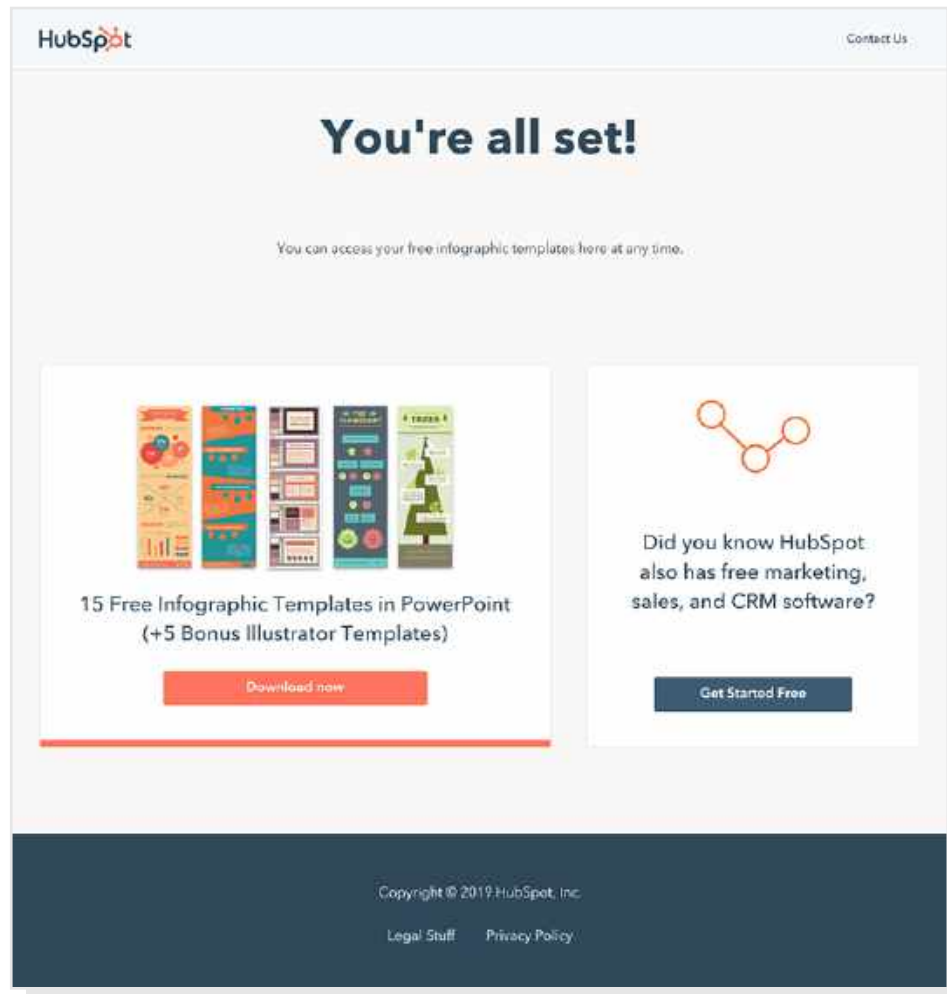 HubSpot
Contact Us
You're all set!
You can access your free infographic templates here at any time.
15 Free Infographic Templates in PowerPoint
(+5 Bonus Illustrator Templates)
Download now
Did you know HubSpot
also has free marketing,
sales, and CRM software?
Get Started Free
Copyright © 2019 HubSpot, Inc.
Legal Stuff
Privacy Policy